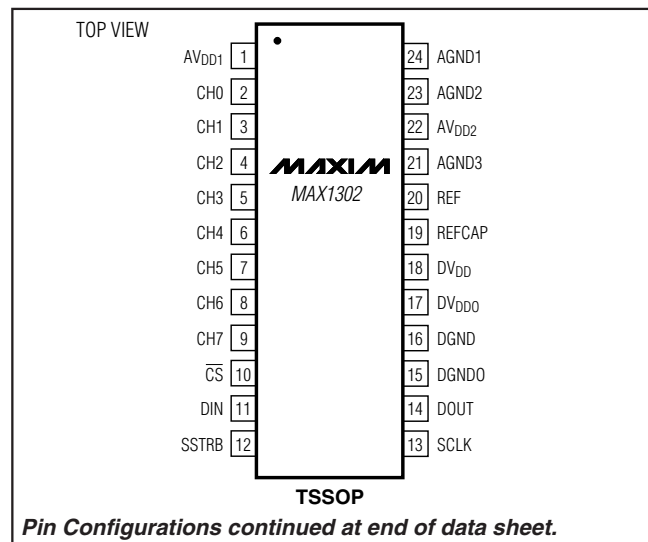 TOP VIEW
AVDD1 1
CH0 2
CH1 3
CH2 4
CH3 5
CH4 6
CH5 7
CH6 8
CH7 9
C̅S̅ 10
DIN 11
SSTRB 12
MAXIM
MAX1302
24 AGND1
23 AGND2
22 AVDD2
21 AGND3
20 REF
19 REFCAP
18 DVDD
17 DVDDO
16 DGND
15 DGNDO
14 DOUT
13 SCLK
TSSOP
Pin Configurations continued at end of data sheet.